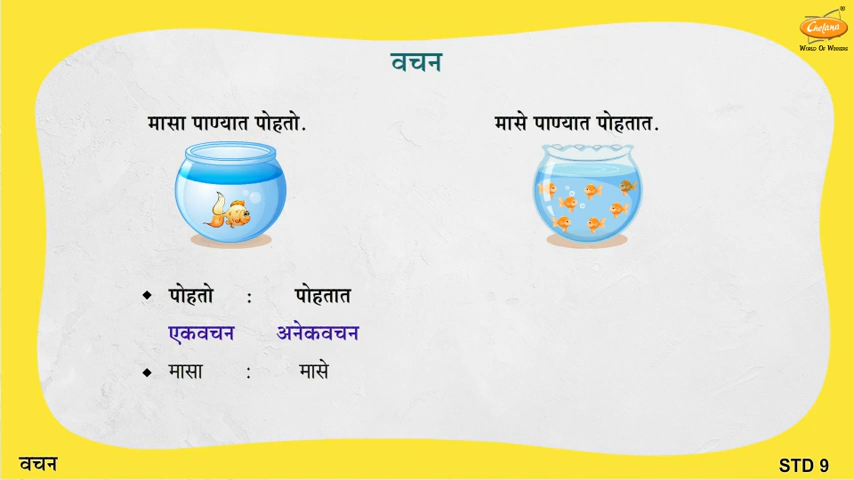 Chetana
WORLD OF WINNERS
वचन
मासा पाण्यात पोहतो.
मासे पाण्यात पोहतात.
पोहतो : पोहतात
एकवचन अनेकवचन
मासा : मासे
वचन
STD 9